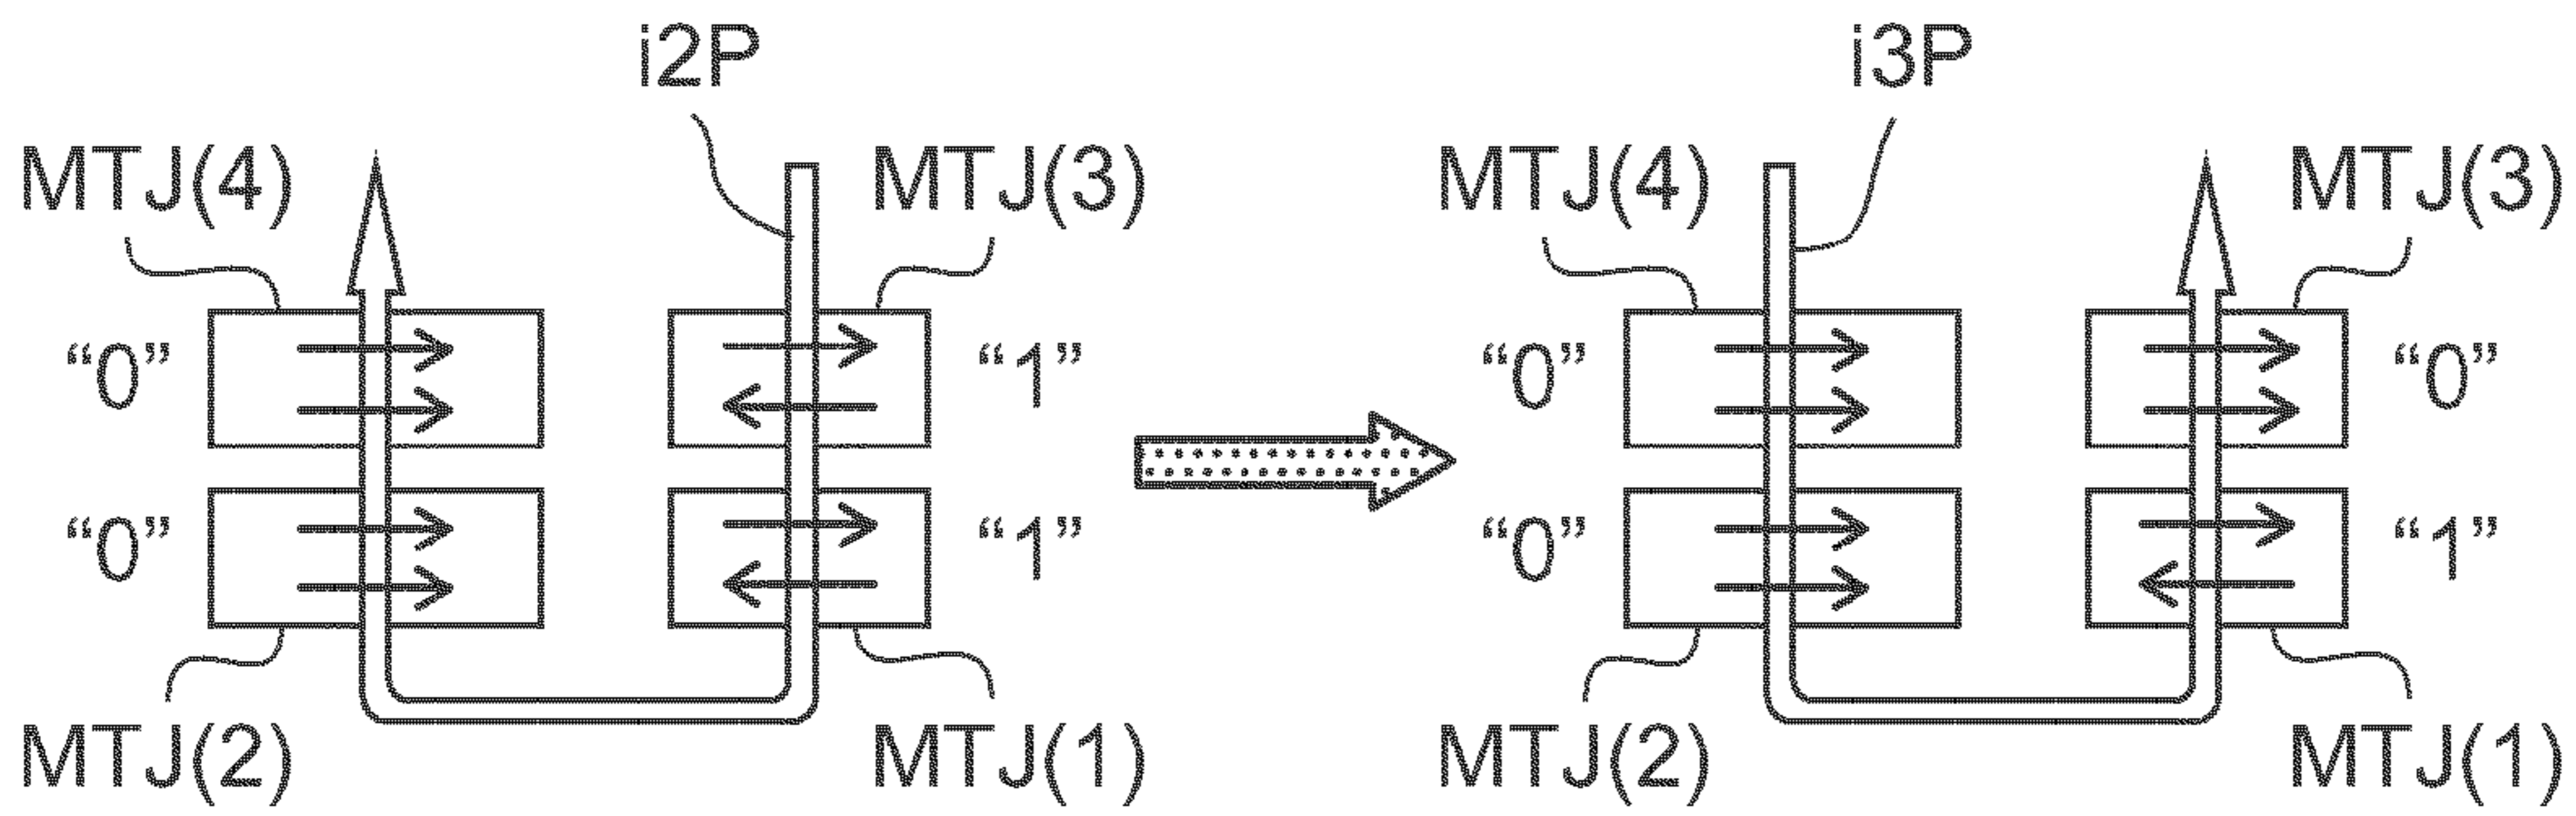 i2P
MTJ(4)
MTJ(3)
“0”
“1”
“0”
“1”
MTJ(2)
MTJ(1)
i3P
MTJ(4)
MTJ(3)
“0”
“0”
“0”
“1”
MTJ(2)
MTJ(1)